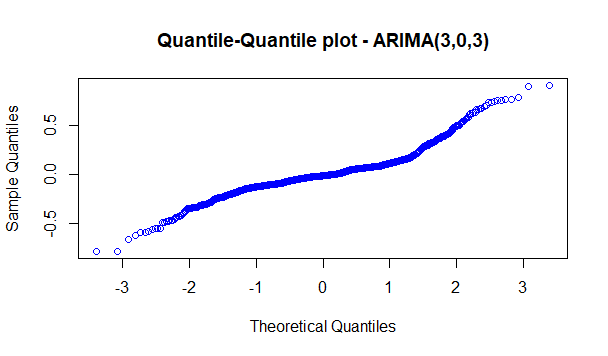 Quantile-Quantile plot - ARIMA(3,0,3)
Sample Quantiles
0.5
0.0
-0.5
-3 -2 -1 0 1 2 3
Theoretical Quantiles